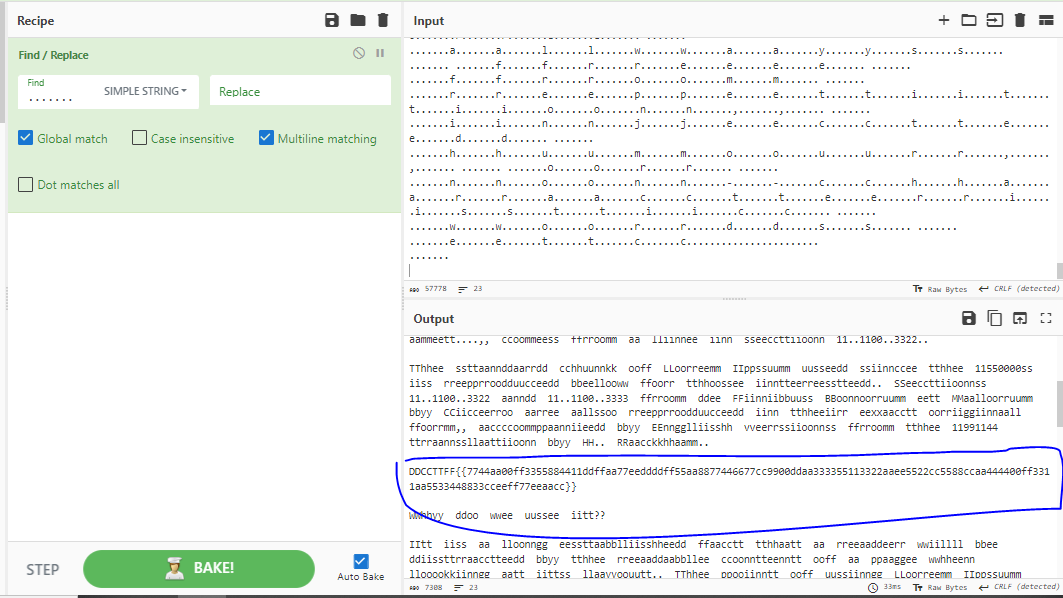 Recipe
Find / Replace
Find
.......
SIMPLE STRING
Replace
Global match
Case insensitive
Multiline matching
Dot matches all
STEP
BAKE!
Auto Bake
Input
.......a.......a.......l.......l.......w.......w.......a.......a.......y.......y.......s.......s.......
....... .......f.......f.......r.......r.......e.......e.......e.......e....... .......
.......f.......f.......r.......r.......o.......o.......m.......m....... .......
.......r.......r.......e.......e.......p.......p.......e.......e.......t.......t.......i.......i.......t.......
t.......i.......i.......o.......o.......n.......n.......,.......,....... .......
.......i.......i.......n.......n.......j.......j.......e.......e.......c.......c.......t.......t.......e.......
e.......d.......d....... .......
.......h.......h.......u.......u.......m.......m.......o.......o.......u.......u.......r.......r.......,.......
,....... ....... .......o.......o.......r.......r....... .......
.......n.......n.......o.......o.......n.......n.......-.......-.......c.......c.......h.......h.......a.......
a.......r.......r.......a.......a.......c.......c.......t.......t.......e.......e.......r.......r.......i.......
.i.......s.......s.......t.......t.......i.......i.......c.......c....... .......
.......w.......w.......o.......o.......r.......r.......d.......d.......s.......s....... .......
.......e.......e.......t.......t.......c.......c.......................
.......
57778
23
Raw Bytes
CRLF (detected)
Output
aammeett....,, ccoommeess ffrroomm aa lliinnee iinn sseeccttiioonn 11..1100..3322..
TThhee ssttaannddaarrdd cchhuunnkk ooff LLoorreemm IIppssuumm uusseedd ssiinnccee tthhee 11550000ss
iiss rreepprroodduucceedd bbeellooww ffoorr tthhoossee iinntteerreesstteedd.. SSeeccttiioonnss
11..1100..3322 aanndd 11..1100..3333 ffrroomm ddee FFiinniibbuuss BBoonnoorruumm eett MMaalloorruumm
bbyy CCiicceerroo aarree aallssoo rreepprroodduucceedd iinn tthheeiirr eexxaacctt oorriiggiinnaall
ffoorrmm,, aaccccoommppaanniieedd bbyy EEnngglliisshh vveerrssiioonnss ffrroomm tthhee 11991144
ttrraannssllaattiioonn bbyy HH.. RRaacckkhhaamm..
DDCCTTFF{{7744aa00ff3355884411ddffaa77eeddddff55aa8877446677cc9900ddaa333355113322aaee5522cc5588ccaa444400ff331
1aa5533448833cceeff77eeaacc}}
WWhhyy ddoo wwee uussee iitt??
IItt iiss aa lloonngg eessttaabblliisshheedd ffaacctt tthhaatt aa rreeaaddeerr wwiillll bbee
ddiissttrraacctteedd bbyy tthhee rreeaaddaabbllee ccoonntteenntt ooff aa ppaaggee wwhheenn
llooookkiinngg aatt iittss llaayyoouutt.. TThhee ppooiinntt ooff uussiinngg LLoorreemm IIppssuumm
7308
23
33ms
Raw Bytes
CRLF (detected)